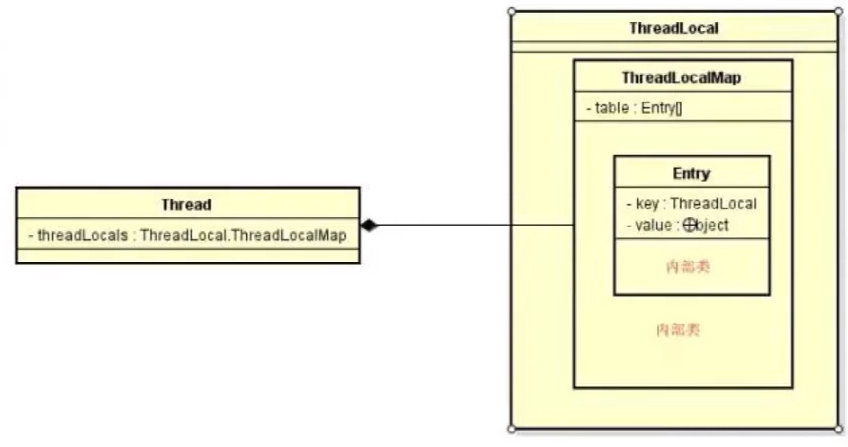 ThreadLocal
ThreadLocalMap
- table : Entry[]
Entry
- key : ThreadLocal
- value : Object
内部类
内部类
Thread
- threadLocals : ThreadLocal.ThreadLocalMap